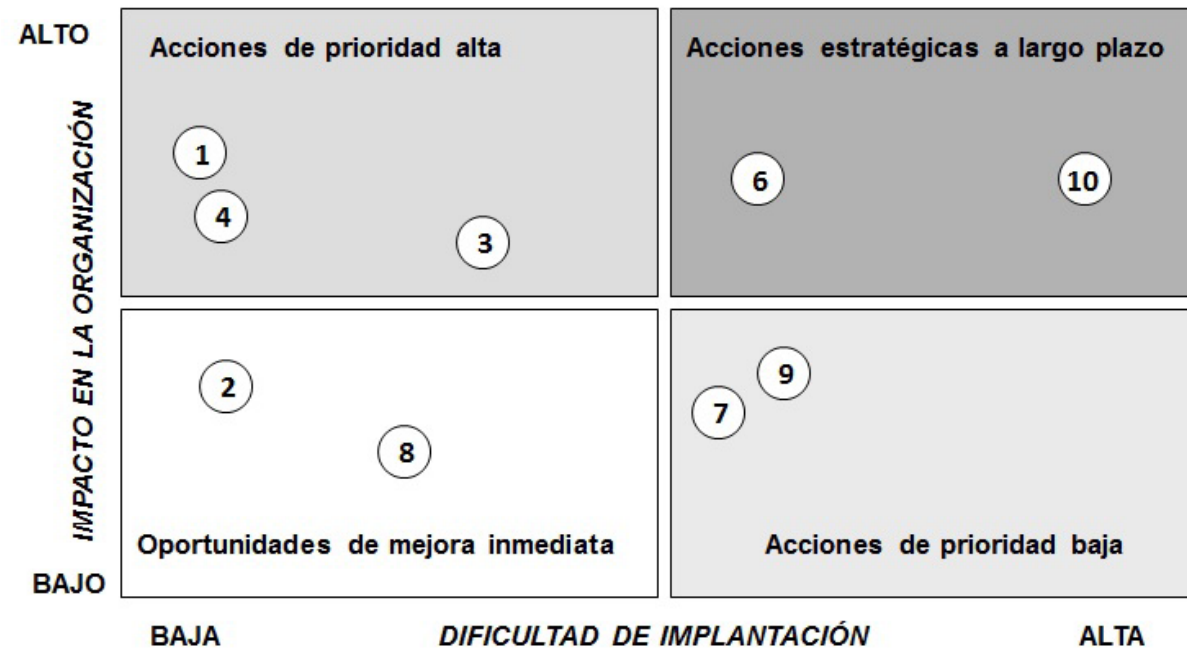 ALTO
Acciones de prioridad alta
Acciones estratégicas a largo plazo
IMPACTO EN LA ORGANIZACIÓN
1
4
3
6
10
2
8
7
9
Oportunidades de mejora inmediata
Acciones de prioridad baja
BAJO
BAJA
DIFICULTAD DE IMPLANTACIÓN
ALTA